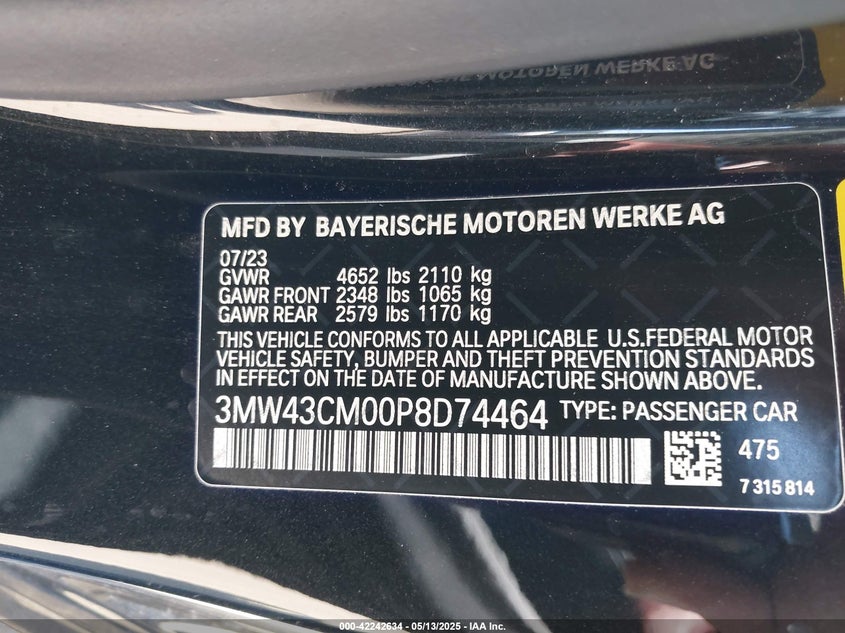 MFD BY BAYERISCHE MOTOREN WERKE AG
07/23
GVWR 4652 lbs 2110 kg
GAWR FRONT 2348 lbs 1065 kg
GAWR REAR 2579 lbs 1170 kg
THIS VEHICLE CONFORMS TO ALL APPLICABLE U.S.FEDERAL MOTOR
VEHICLE SAFETY, BUMPER AND THEFT PREVENTION STANDARDS
IN EFFECT ON THE DATE OF MANUFACTURE SHOWN ABOVE.
3MW43CM00P8D74464 TYPE: PASSENGER CAR
475
7 315 814
000-42242634 - 05/13/2025 - IAA Inc.